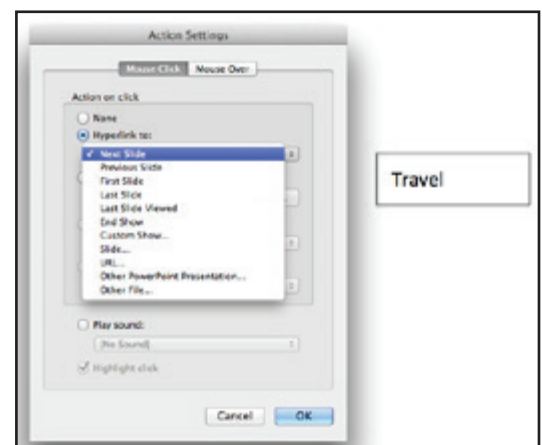 Action Settings
Mouse Click Mouse Over
Action on click
None
Hyperlink to:
✓ Next Slide
Previous Slide
First Slide
Last Slide
Last Slide Viewed
End Show
Custom Show...
Slide...
URL...
Other PowerPoint Presentation...
Other File...
Play sound:
[No Sound]
Highlight click
Cancel OK
Travel